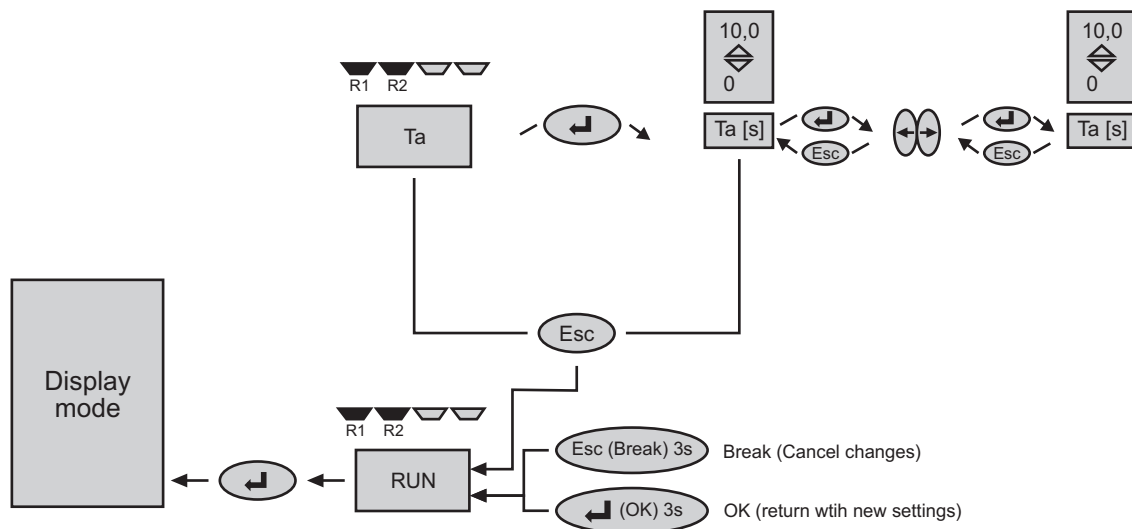 10,0
0
10,0
0
R1 R2
Ta
Ta [s]
Esc
Esc
Ta [s]
Esc
Display
mode
R1 R2
RUN
Esc (Break) 3s Break (Cancel changes)
(OK) 3s OK (return wtih new settings)